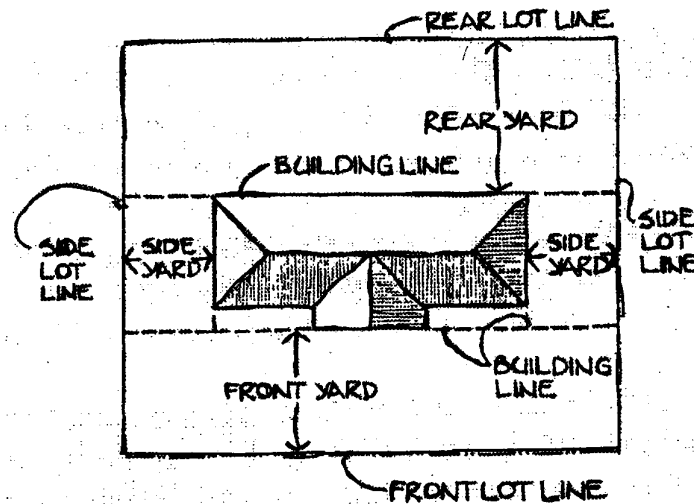 REAR LOT LINE
REAR YARD
BUILDING LINE
SIDE
LOT
LINE
SIDE
YARD
SIDE
YARD
SIDE
LOT
LINE
FRONT YARD
BUILDING
LINE
FRONT LOT LINE